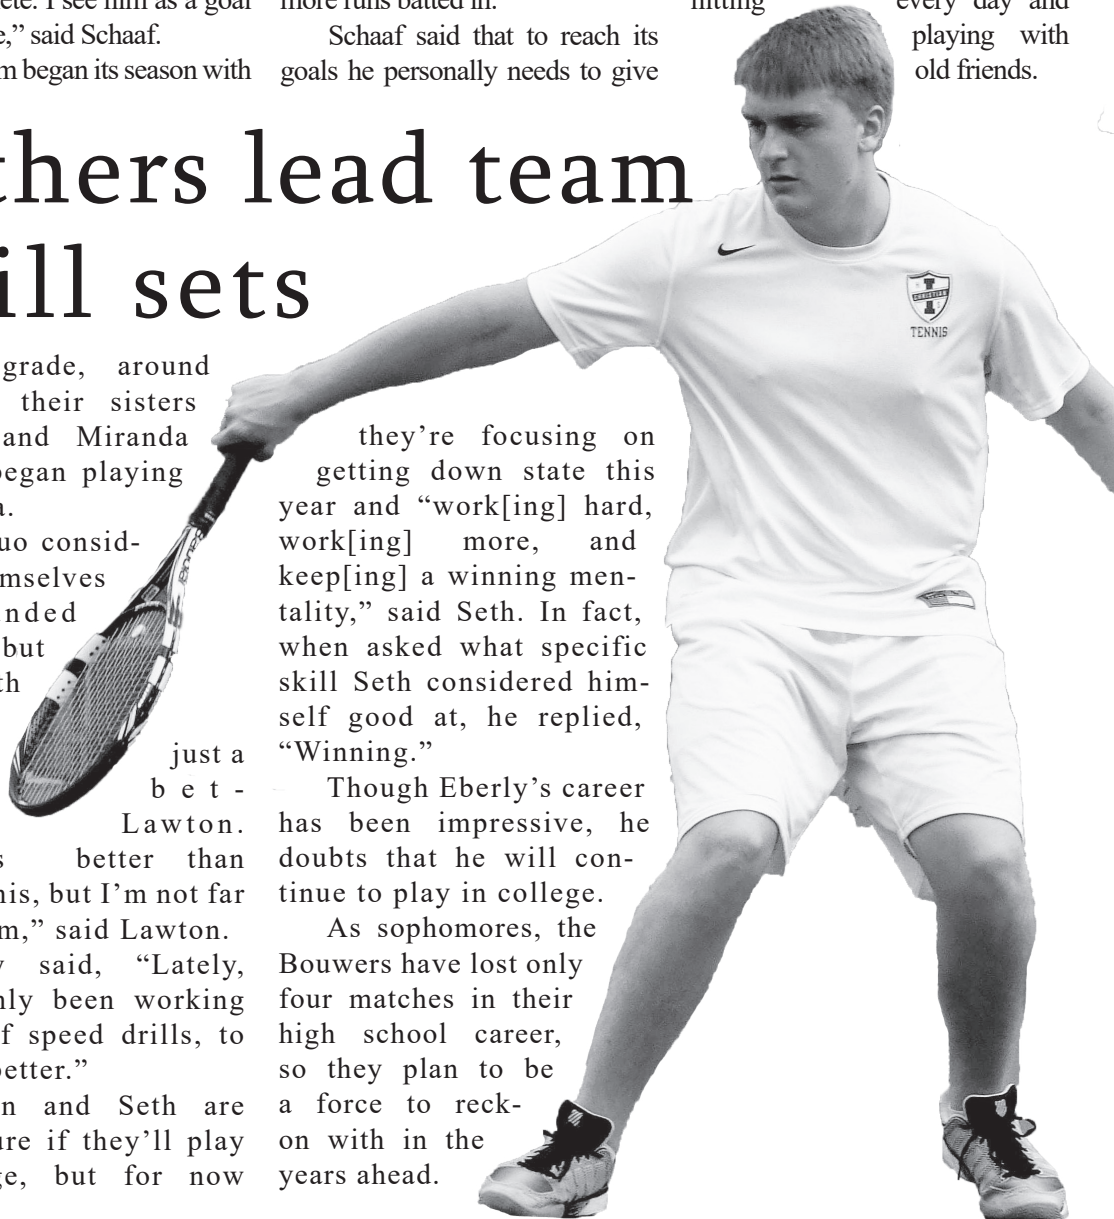 ete. I see him as a goal
e,” said Schaaf.
m began its season with
more runs batted in.
Schaaf said that to reach its
goals he personally needs to give
hitting
every day and
playing with
old friends.
thers lead team
ill sets
grade, around
their sisters
and Miranda
began playing
a.
uo consid-
mselves
anded
but
th
just a
bet-
Lawton.
s better than
nis, but I’m not far
m,” said Lawton.
y said, “Lately,
nly been working
f speed drills, to
better.”
n and Seth are
ure if they’ll play
ge, but for now
they’re focusing on
getting down state this
year and “work[ing] hard,
work[ing] more, and
keep[ing] a winning men-
tality,” said Seth. In fact,
when asked what specific
skill Seth considered him-
self good at, he replied,
“Winning.”
Though Eberly’s career
has been impressive, he
doubts that he will con-
tinue to play in college.
As sophomores, the
Bouwers have lost only
four matches in their
high school career,
so they plan to be
a force to reck-
on with in the
years ahead.
CHRISTIAN
TENNIS
Babolat